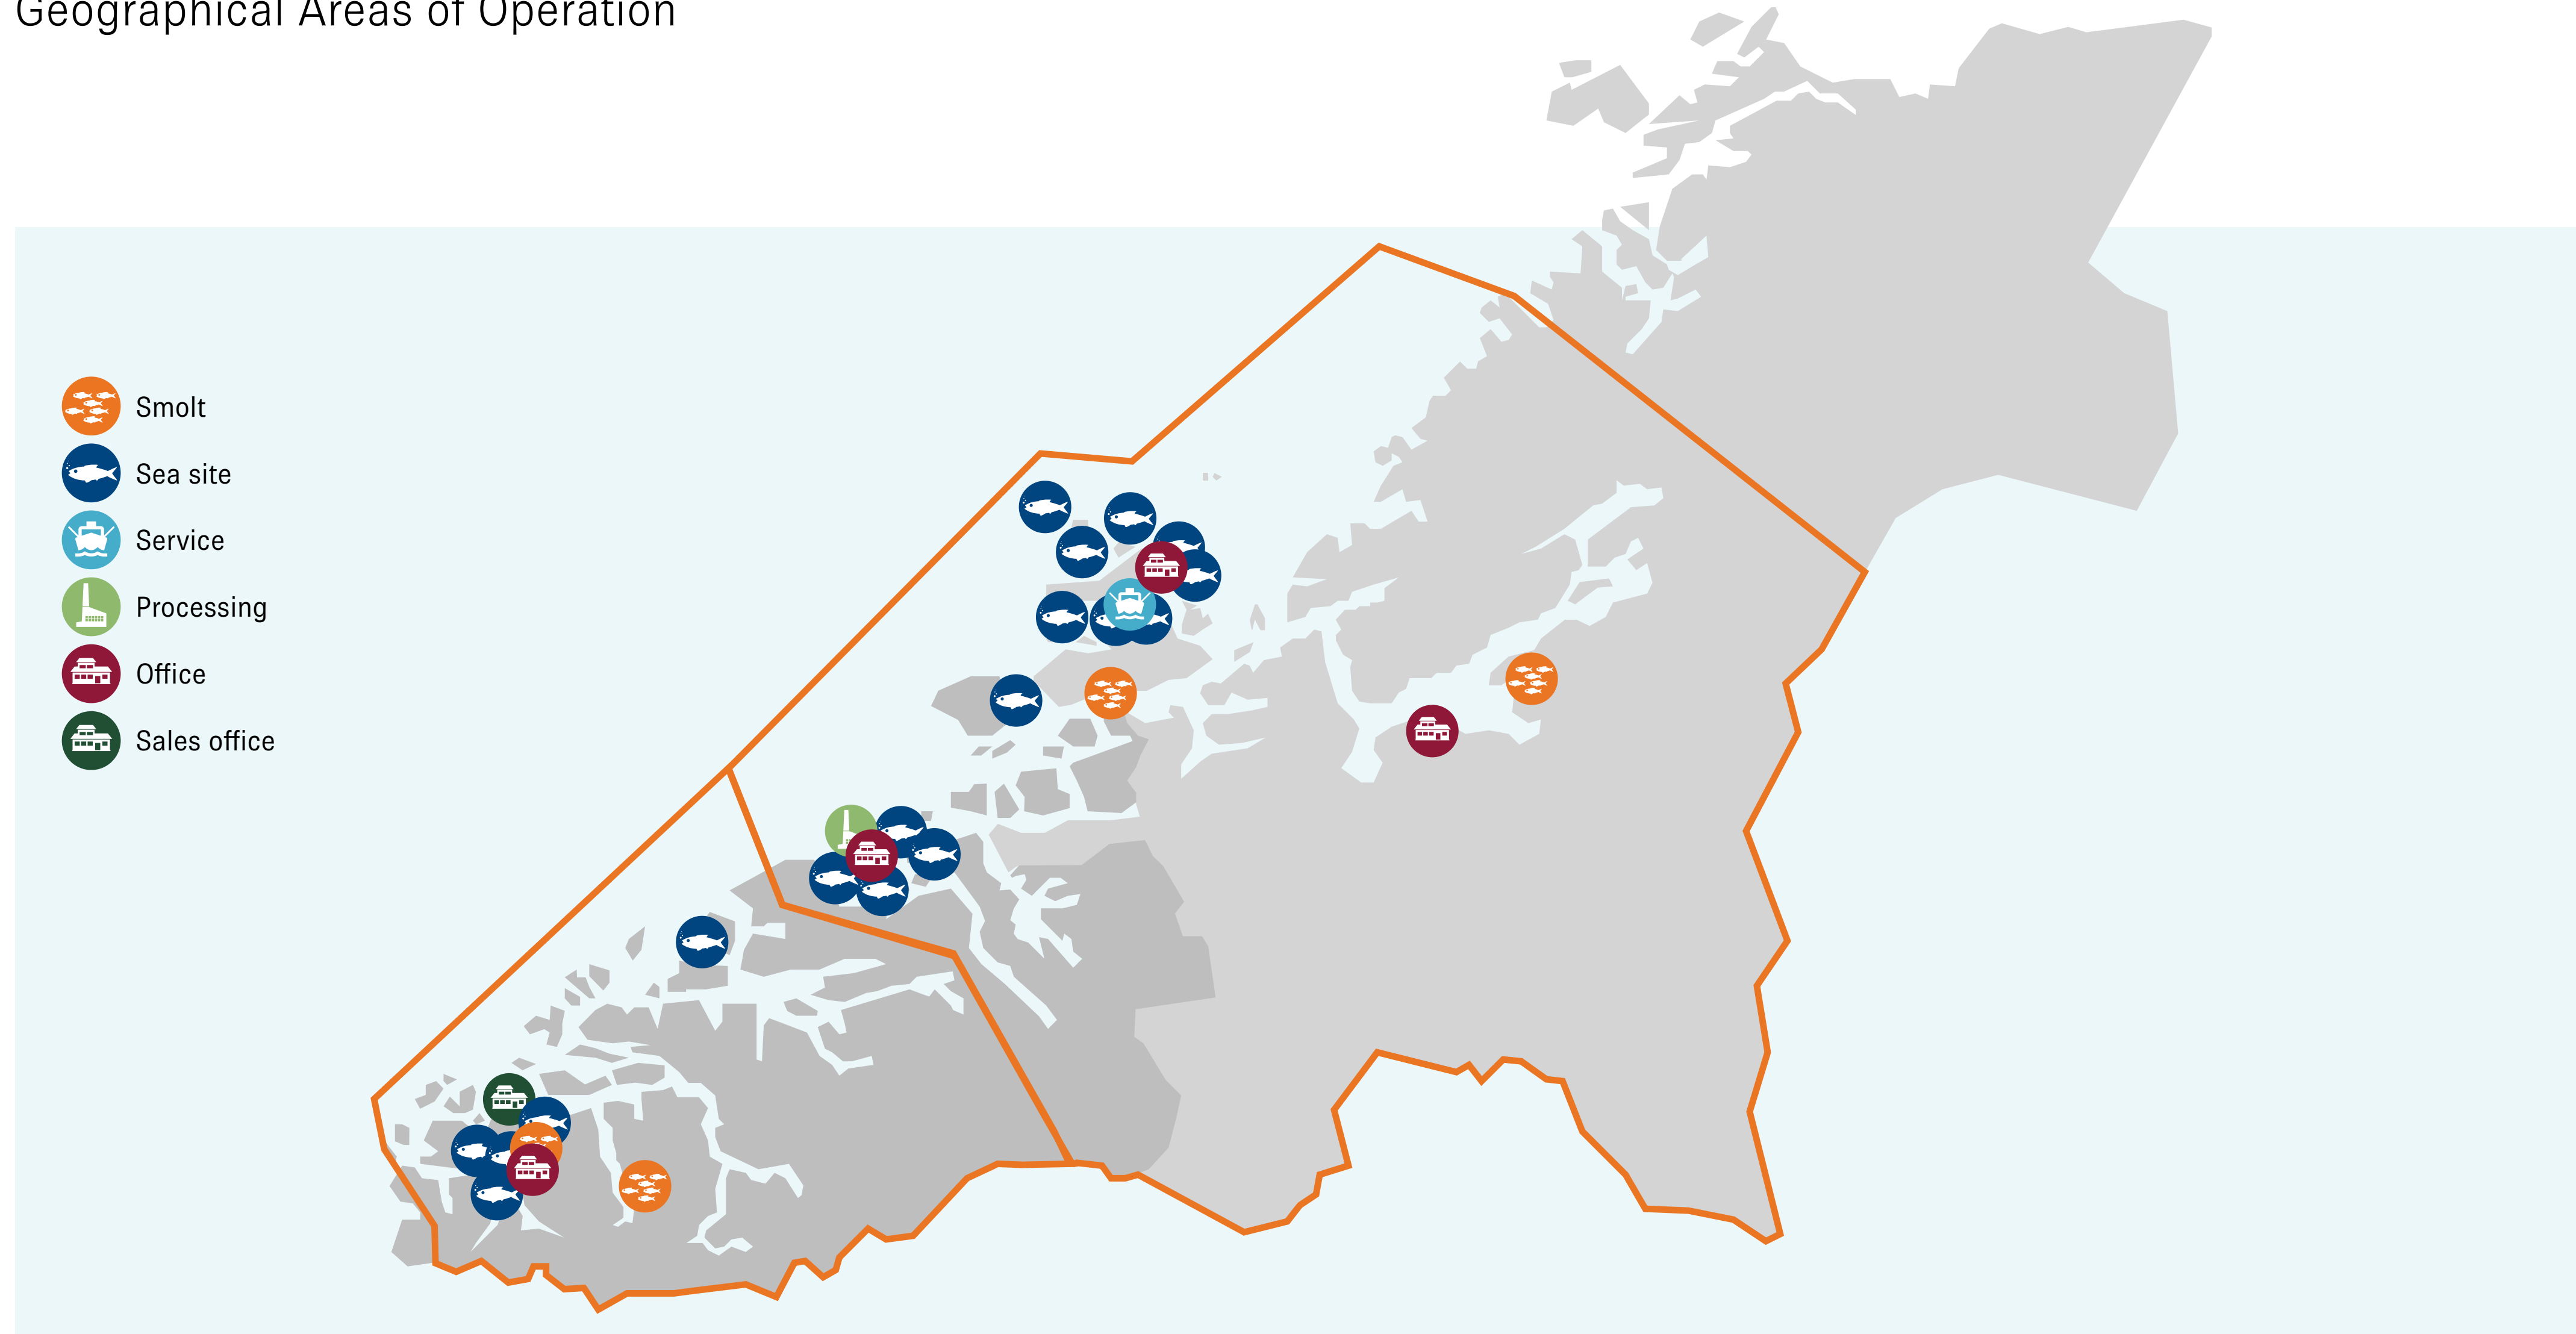 Geographical Areas of Operation
Smolt
Sea site
Service
Processing
Office
Sales office